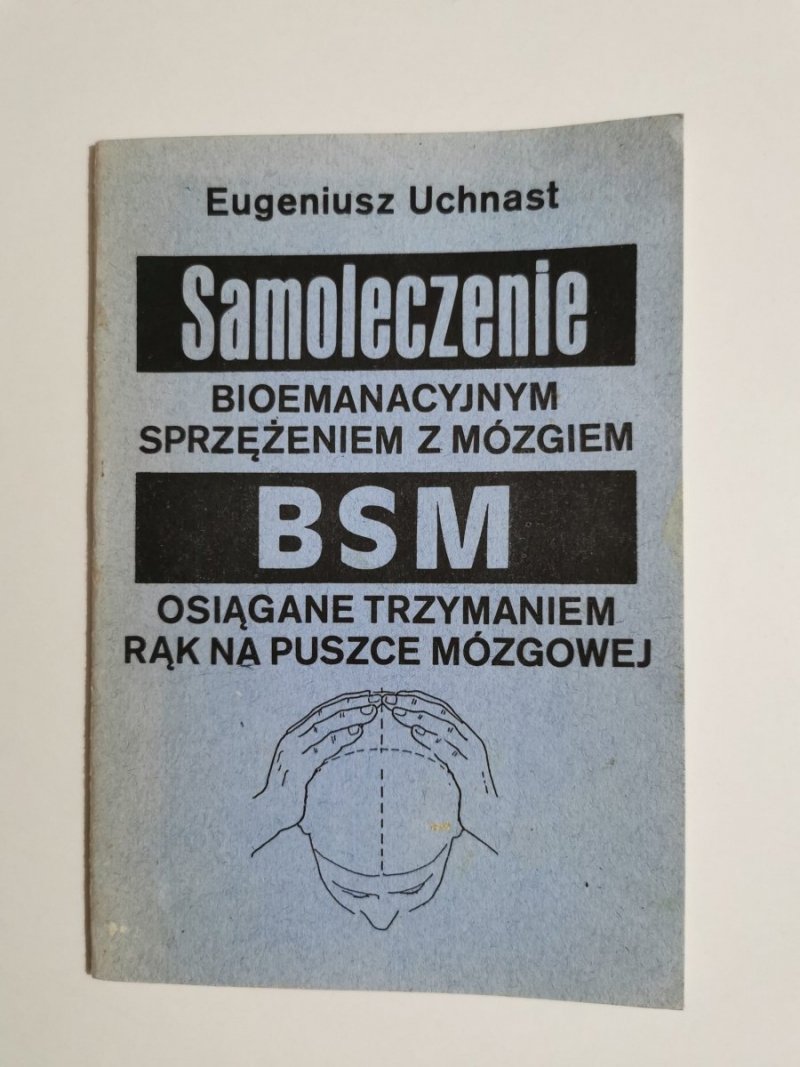 Eugeniusz Uchnast
Samoleczenie
BIOEMANACYJNYM
SPRZĘŻENIEM Z MÓZGIEM
BSM
OSIĄGANE TRZYMANIEM
RĄK NA PUSZCE MÓZGOWEJ